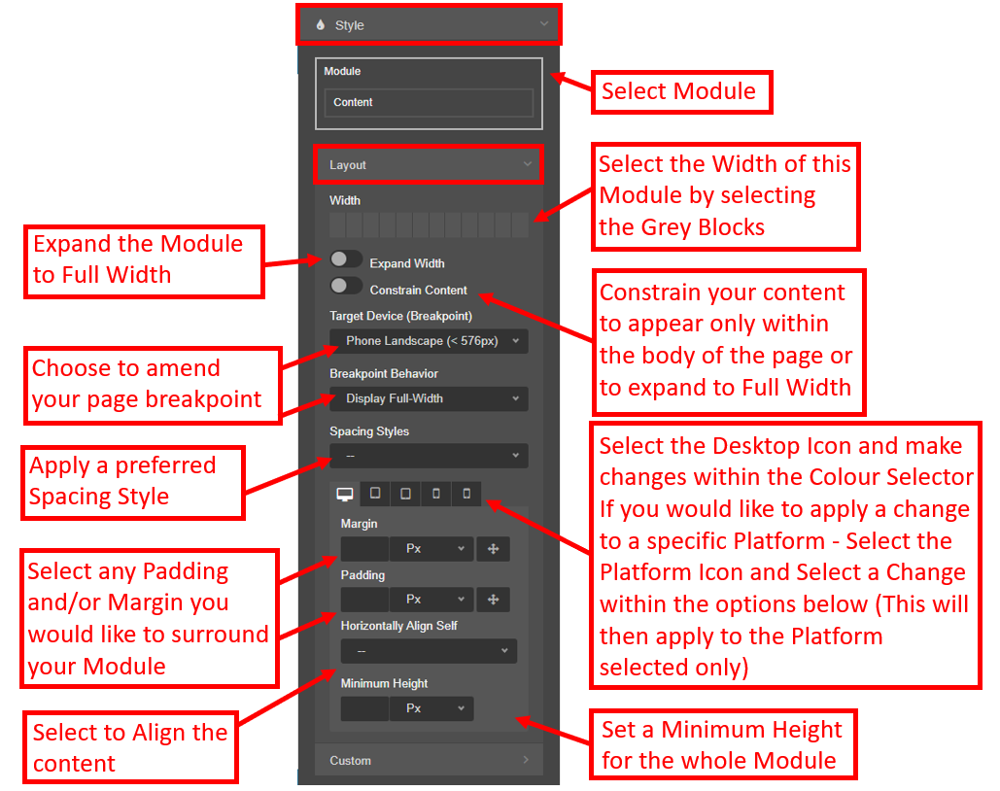 Style
Module
Content
Select Module
Layout
Select the Width of this
Module by selecting
the Grey Blocks
Width
Expand the Module
to Full Width
Expand Width
Constrain Content
Constrain your content
to appear only within
the body of the page or
to expand to Full Width
Target Device (Breakpoint)
Phone Landscape (< 576px)
Choose to amend
your page breakpoint
Breakpoint Behavior
Display Full-Width
Spacing Styles
--
Apply a preferred
Spacing Style
Select the Desktop Icon and make
changes within the Colour Selector
If you would like to apply a change
to a specific Platform - Select the
Platform Icon and Select a Change
within the options below (This will
then apply to the Platform
selected only)
Margin
Px
Padding
Px
Select any Padding
and/or Margin you
would like to surround
your Module
Horizontally Align Self
--
Minimum Height
Px
Select to Align the
content
Set a Minimum Height
for the whole Module
Custom